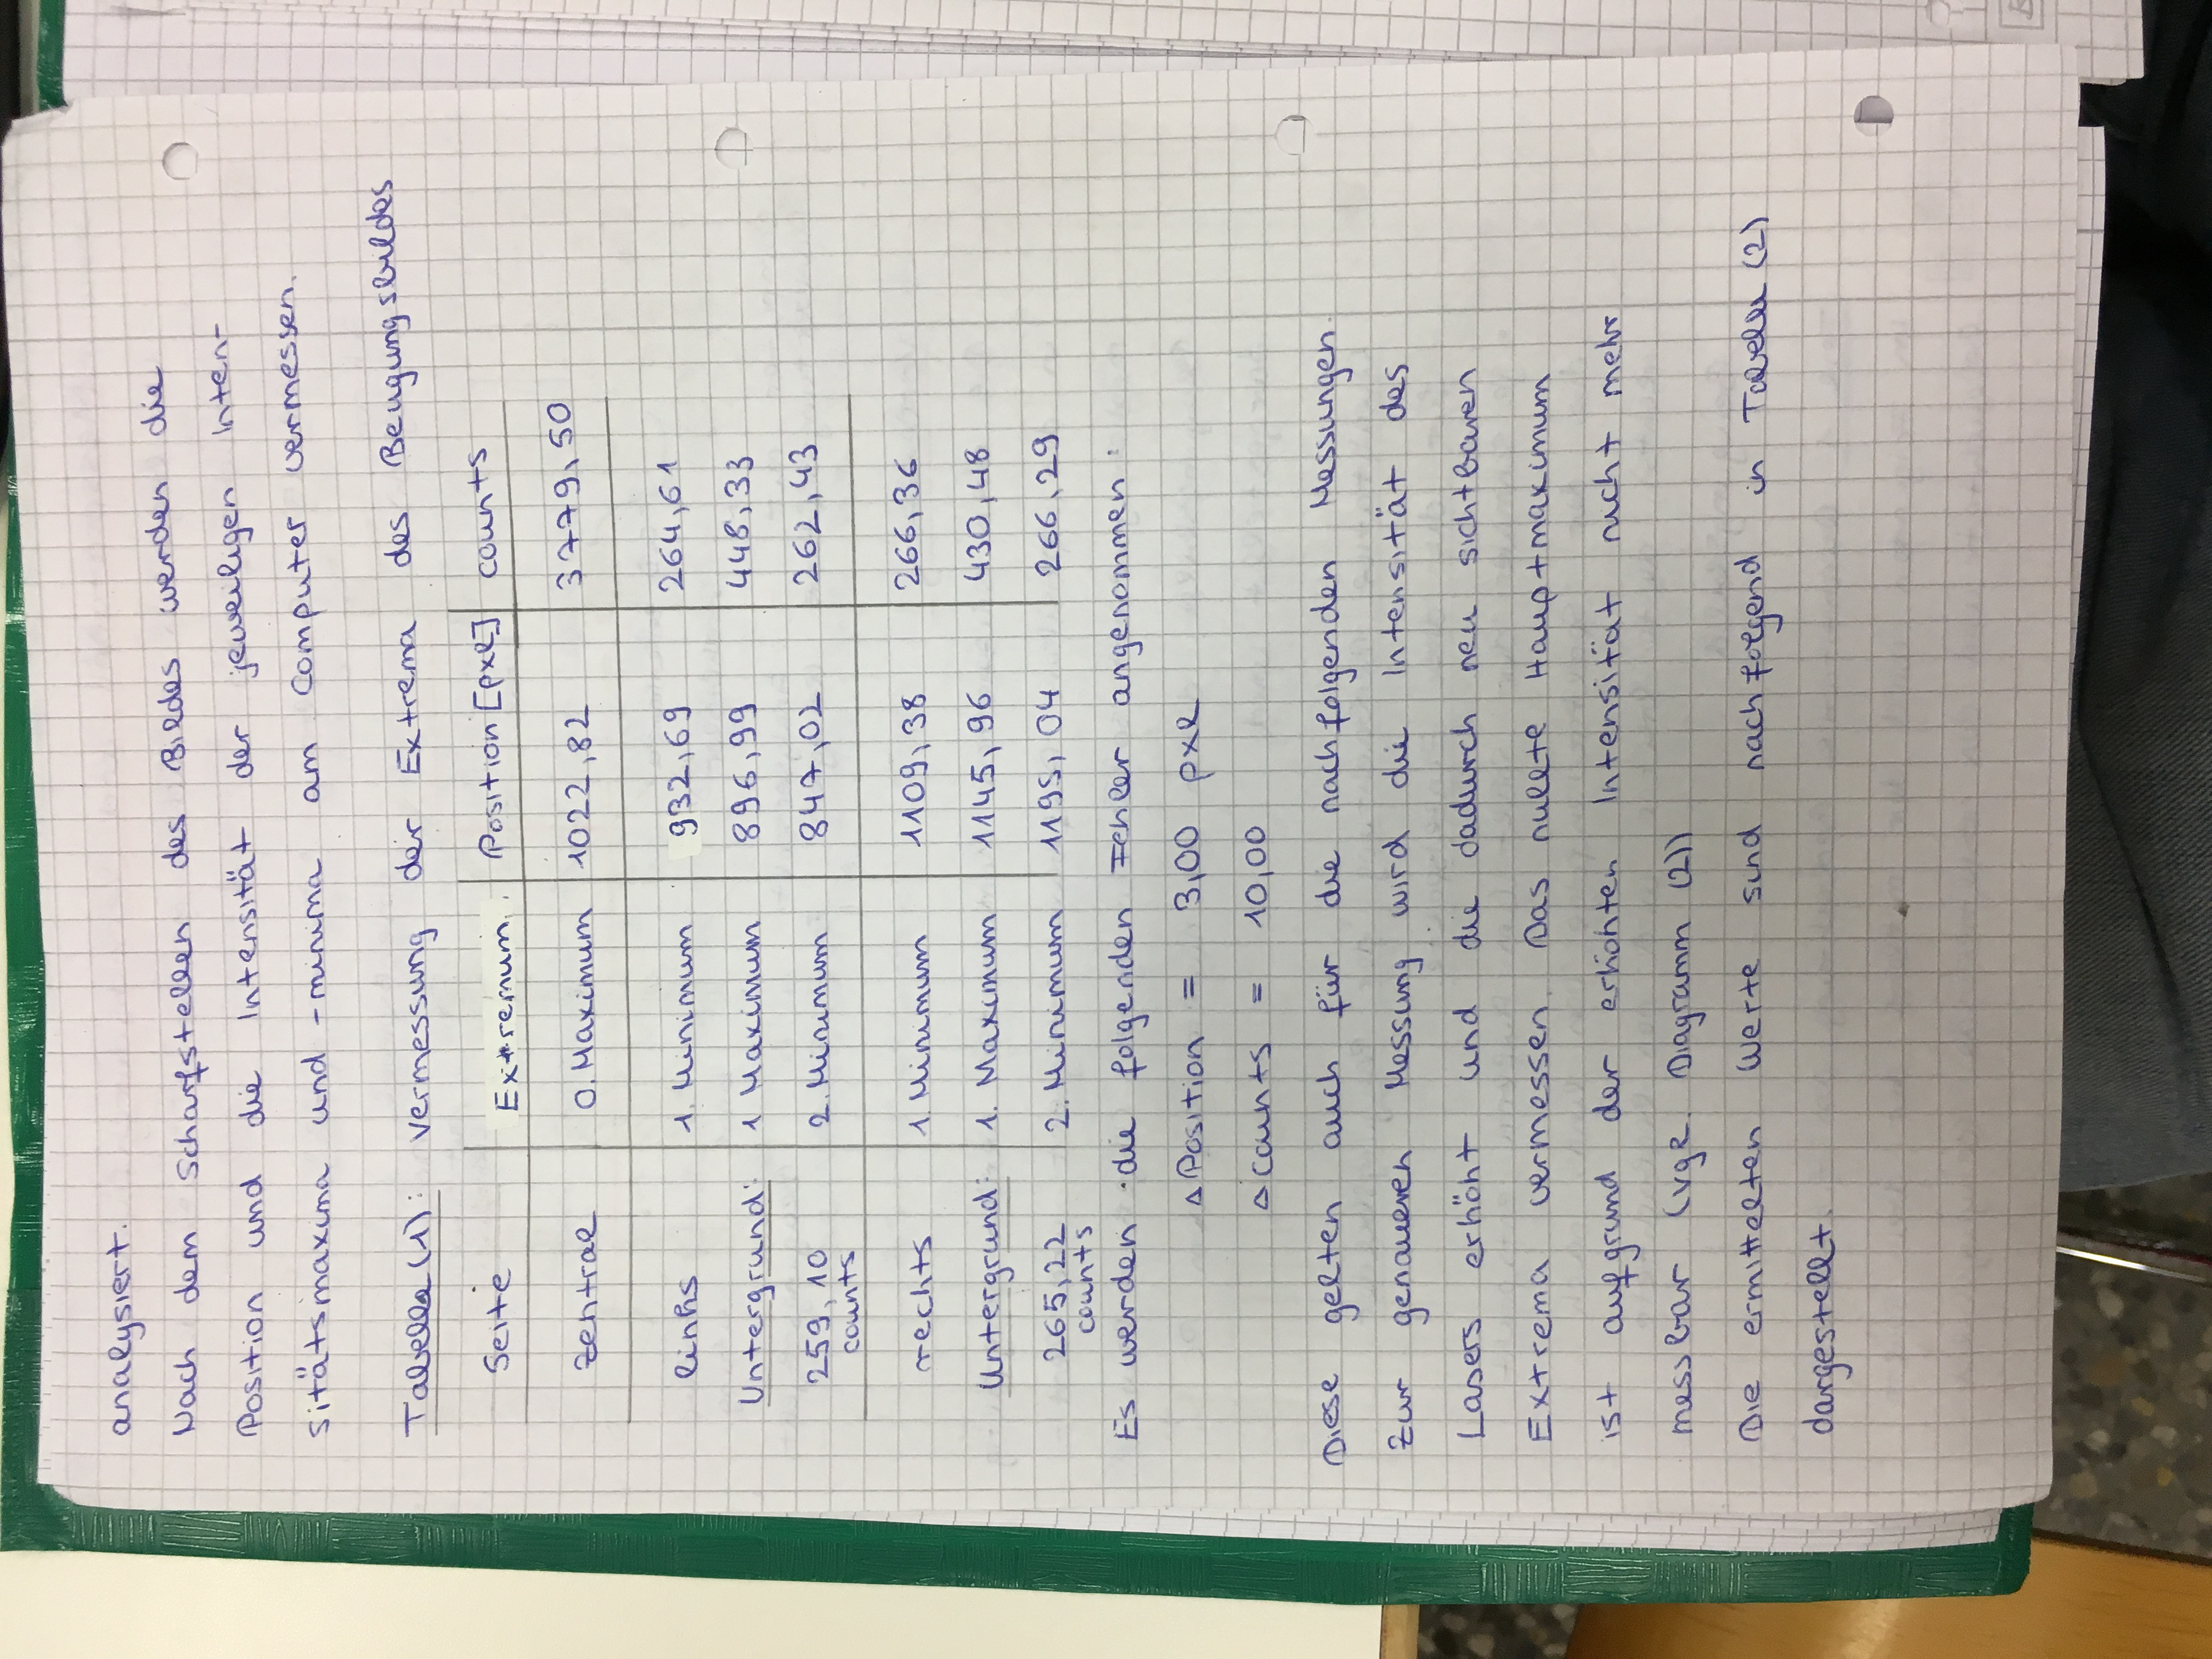 analysiert.
Nach dem Scharfstellen des Bildes werden die
Position und die Intensität der jeweiligen Inten-
sitätsmaxima und -minima am Computer vermessen.
Tabelle (1): Vermessung der Extrema des Beugungsbildes
Seite Extremum Position [pxl] counts
zentral 0. Maximum 1022,82 3779,50
links 1. Minimum 932,69 264,61
Untergrund: 1 Maximum 896,99 448,33
259,10 2. Minimum 847,02 262,43
counts
rechts 1. Minimum 1109,38 266,36
Untergrund: 1. Maximum 1145,96 430,48
265,22 2. Minimum 1195,04 266,29
counts
Es werden die folgenden Fehler angenommen:
Δ Position = 3,00 pxl
Δ counts = 10,00
Diese gelten auch für die nachfolgenden Messungen.
Zur genaueren Messung wird die Intensität des
Lasers erhöht und die dadurch neu sichtbaren
Extrema vermessen. Das nullte Hauptmaximum
ist aufgrund der erhöhten Intensität nicht mehr
messbar (vgl. Diagramm (2))
Die ermittelten Werte sind nachfolgend in Tabelle (2)
dargestellt.